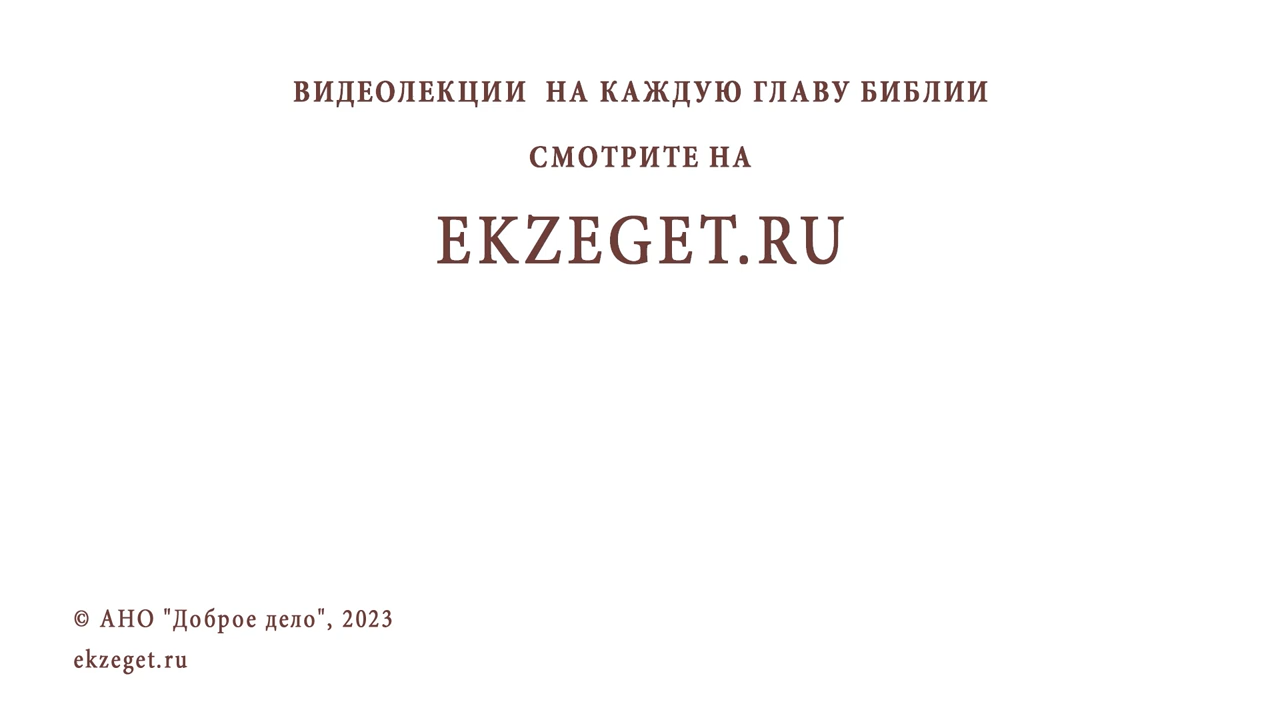 ВИДЕОЛЕКЦИИ НА КАЖДУЮ ГЛАВУ БИБЛИИ
СМОТРИТЕ НА
EKZEGET.RU
© АНО "Доброе дело", 2023
ekzeget.ru